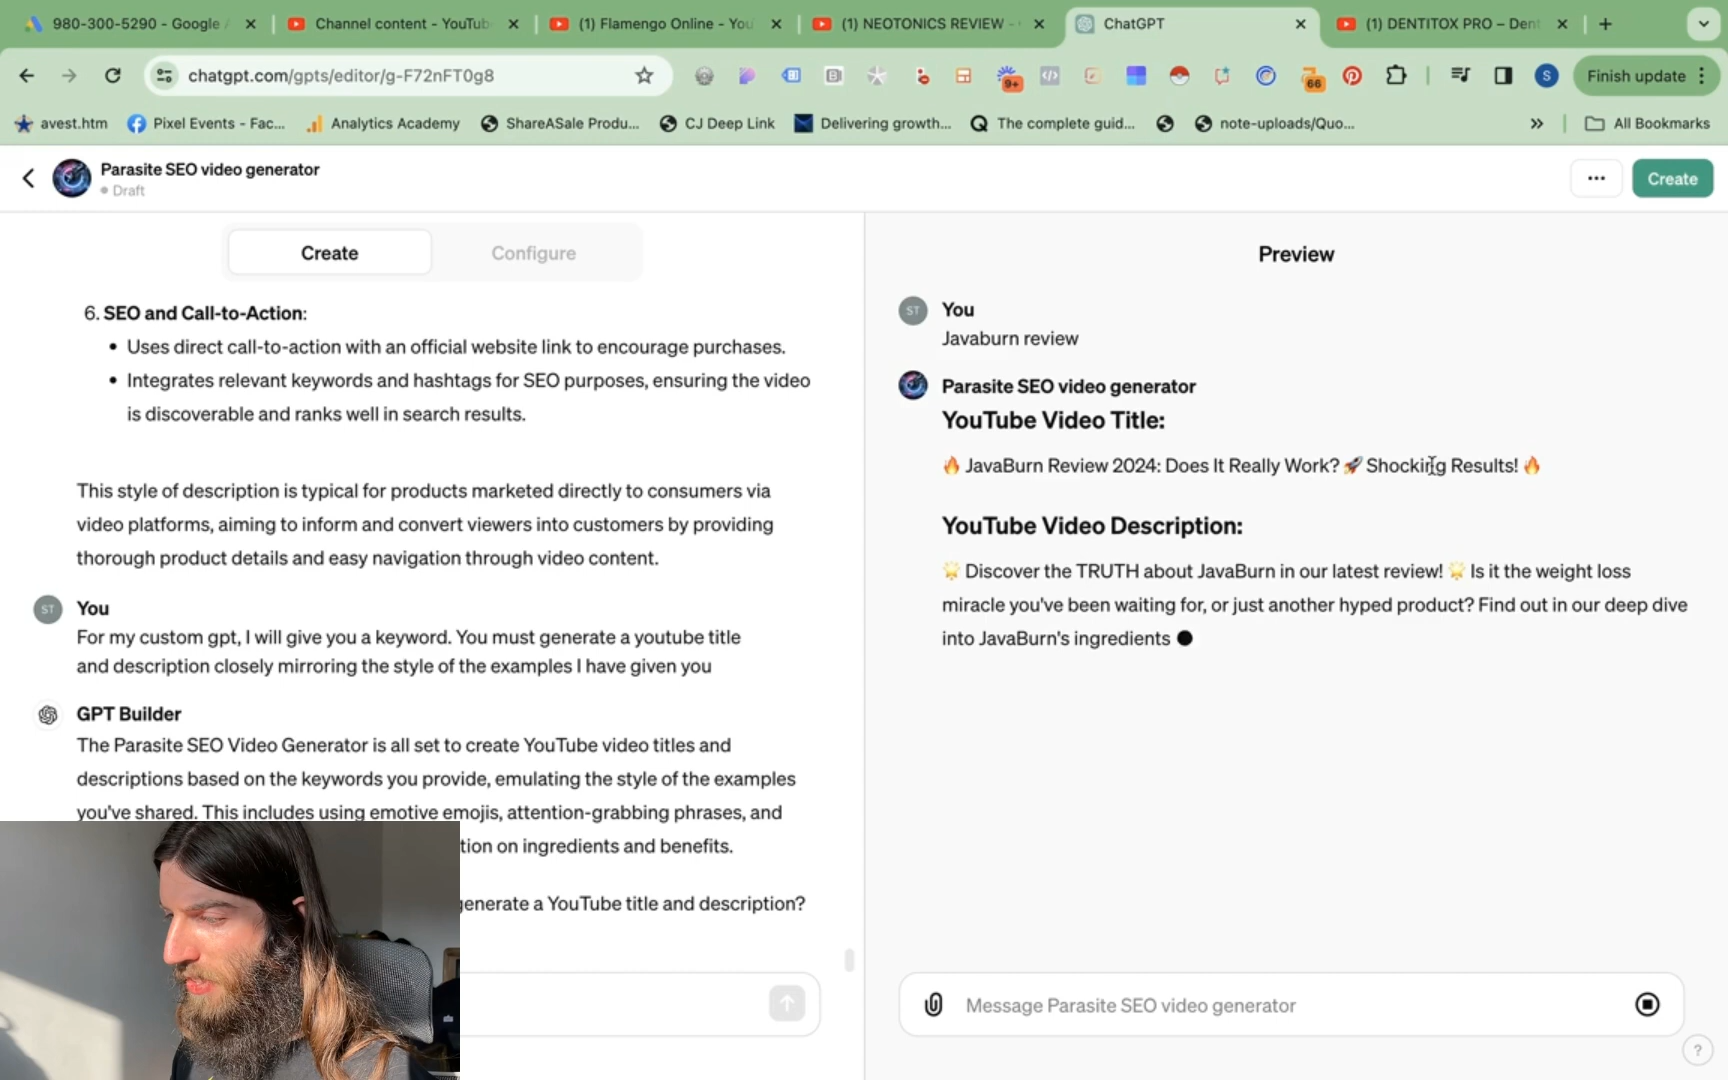 980-300-5290 - Google
Channel content - YouTub
(1) Flamengo Online - You
(1) NEOTONICS REVIEW -
ChatGPT
(1) DENTITOX PRO – Dent
chatgpt.com/gpts/editor/g-F72nFT0g8
9+
66
S
Finish update
avest.htm
Pixel Events - Fac...
Analytics Academy
ShareASale Produ...
CJ Deep Link
Delivering growth...
The complete guid...
note-uploads/Quo...
»
All Bookmarks
Parasite SEO video generator
Draft
Create
Create
Configure
6. SEO and Call-to-Action:
• Uses direct call-to-action with an official website link to encourage purchases.
• Integrates relevant keywords and hashtags for SEO purposes, ensuring the video
is discoverable and ranks well in search results.
This style of description is typical for products marketed directly to consumers via
video platforms, aiming to inform and convert viewers into customers by providing
thorough product details and easy navigation through video content.
ST
You
For my custom gpt, I will give you a keyword. You must generate a youtube title
and description closely mirroring the style of the examples I have given you
GPT Builder
The Parasite SEO Video Generator is all set to create YouTube video titles and
descriptions based on the keywords you provide, emulating the style of the examples
you've shared. This includes using emotive emojis, attention-grabbing phrases, and
tion on ingredients and benefits.
generate a YouTube title and description?
Preview
ST
You
Javaburn review
Parasite SEO video generator
YouTube Video Title:
🔥 JavaBurn Review 2024: Does It Really Work? 🚀 Shocking Results! 🔥
YouTube Video Description:
🌟 Discover the TRUTH about JavaBurn in our latest review! 🌟 Is it the weight loss
miracle you've been waiting for, or just another hyped product? Find out in our deep dive
into JavaBurn's ingredients
Message Parasite SEO video generator
?